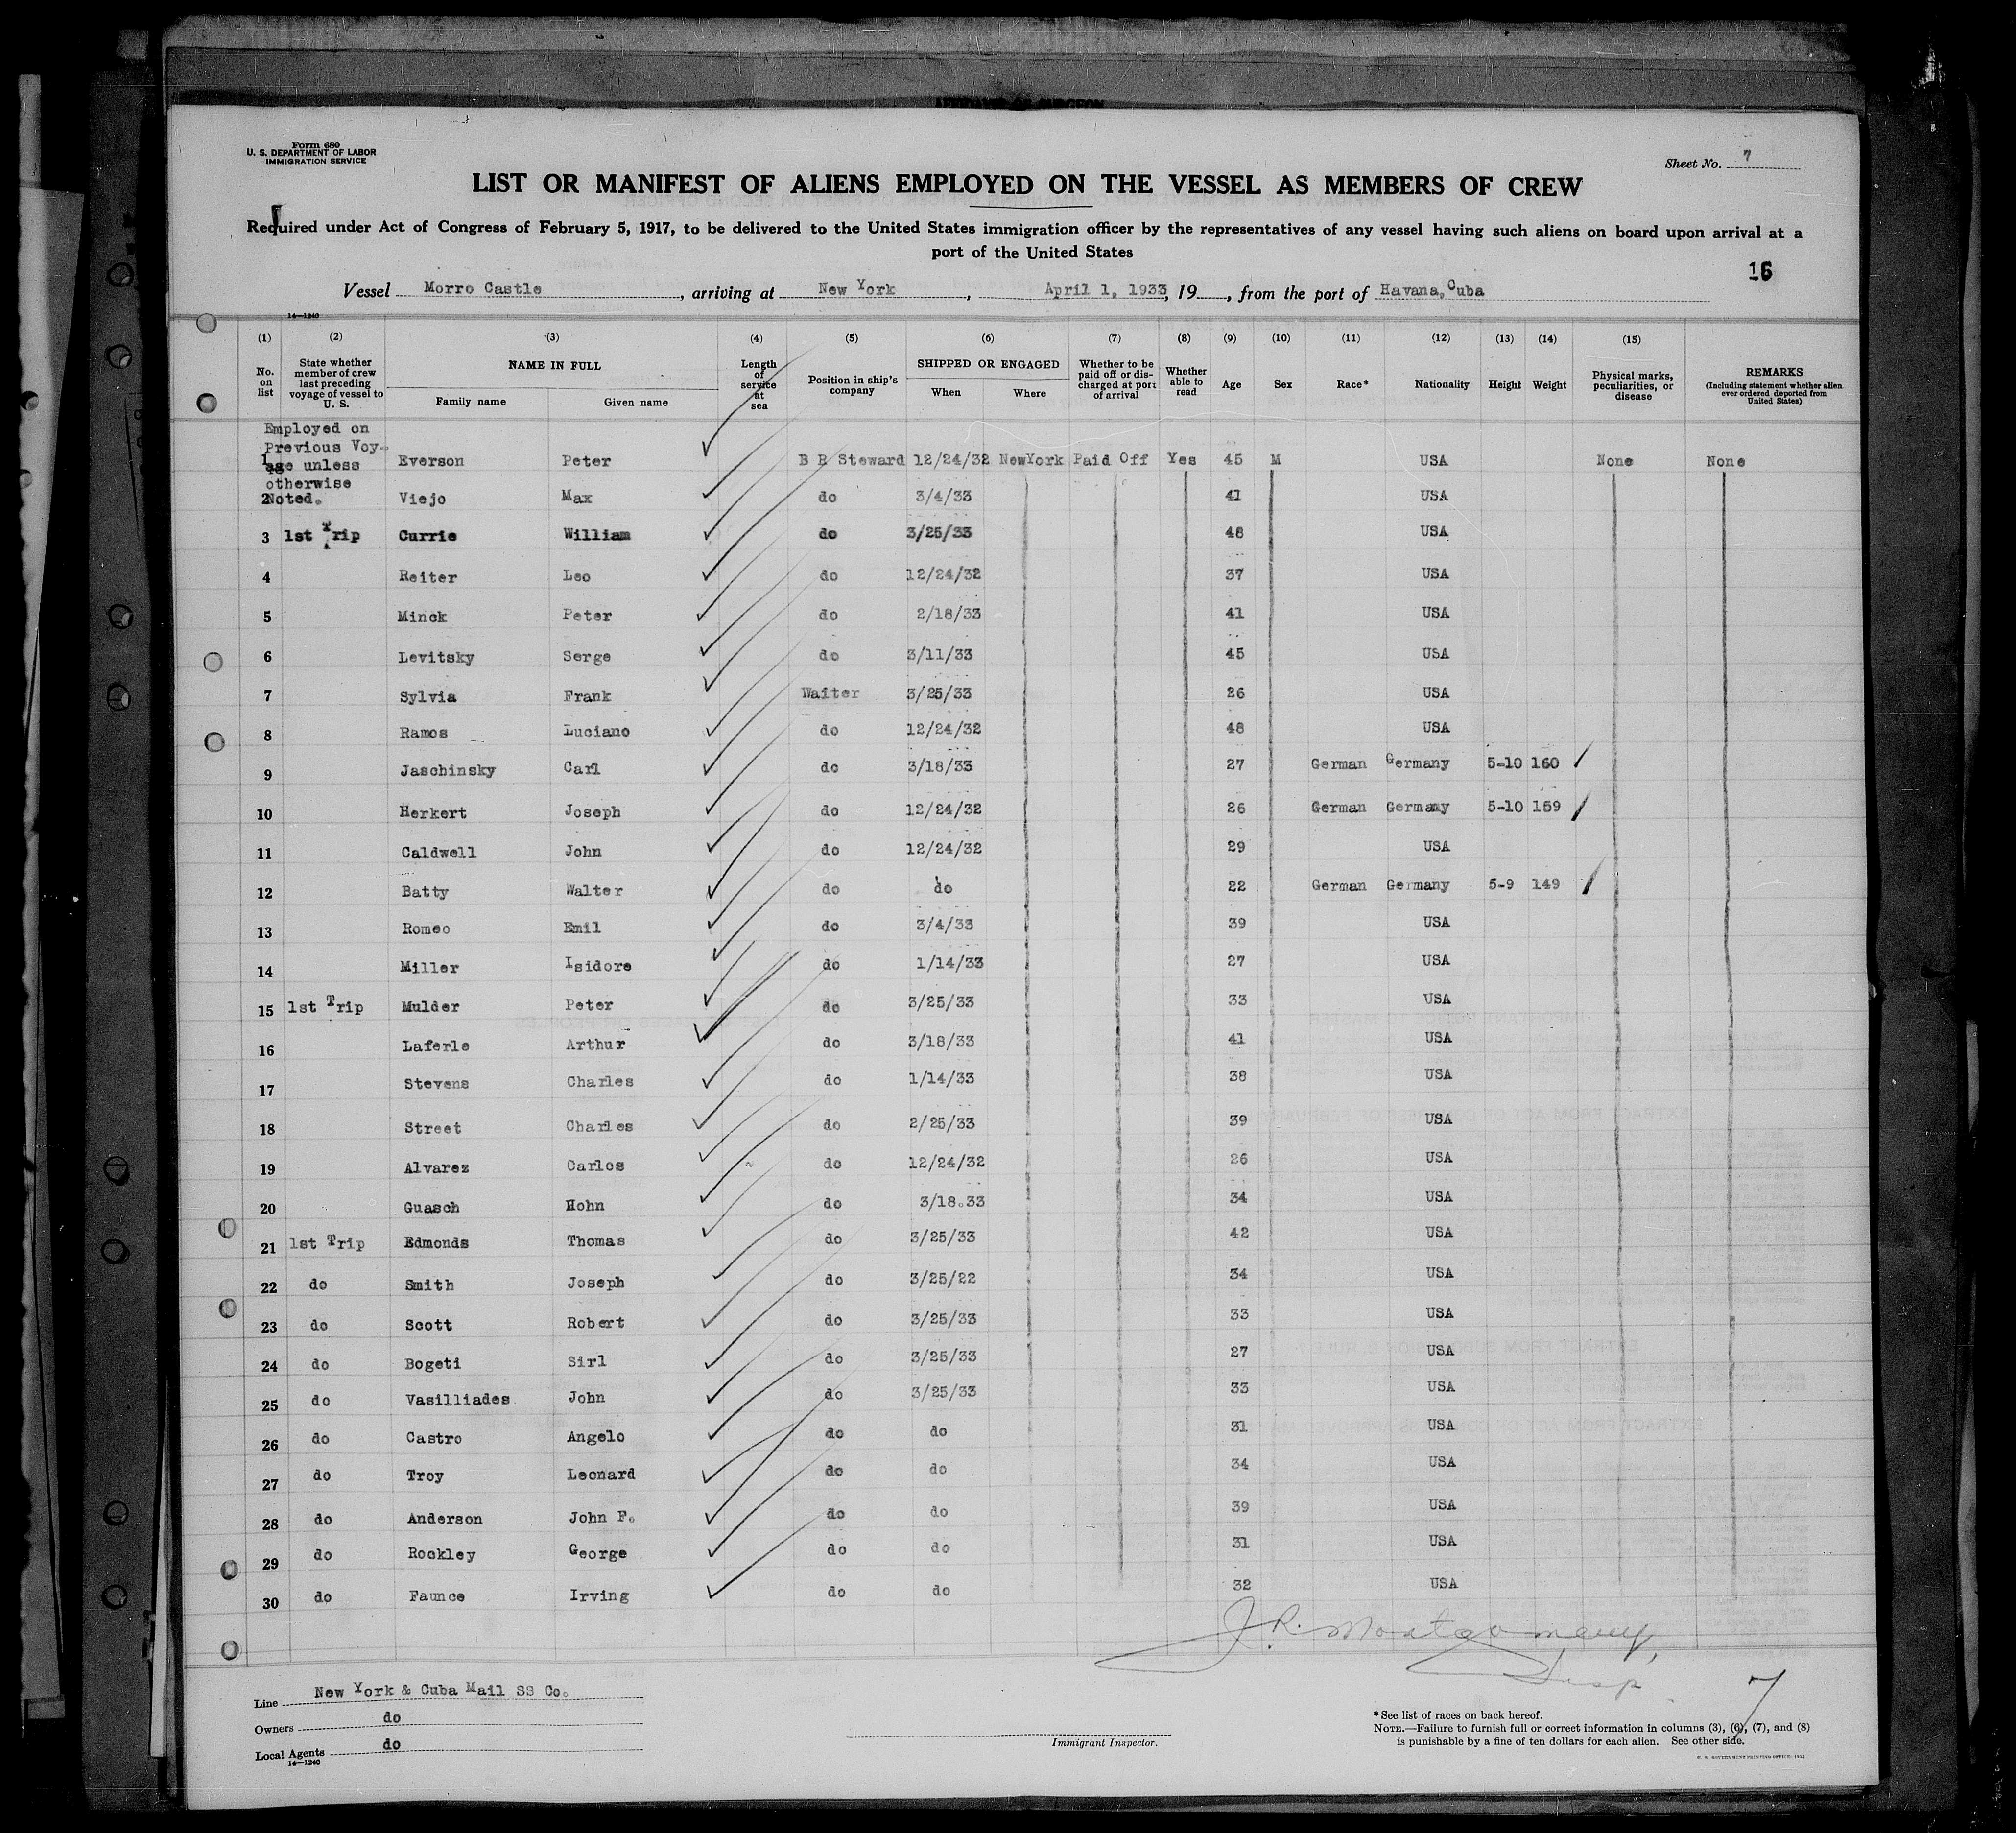 Form 680
U. S. DEPARTMENT OF LABOR
IMMIGRATION SERVICE
Sheet No. 7
LIST OR MANIFEST OF ALIENS EMPLOYED ON THE VESSEL AS MEMBERS OF CREW
Required under Act of Congress of February 5, 1917, to be delivered to the United States immigration officer by the representatives of any vessel having such aliens on board upon arrival at a
port of the United States
16
Vessel Morro Castle, arriving at New York, April 1, 1933, 19, from the port of Havana, Cuba
14—1240
(1) (2) (3) (4) (5) (6) (7) (8) (9) (10) (11) (12) (13) (14) (15)
No. on list State whether member of crew last preceding voyage of vessel to U. S. NAME IN FULL Family name Given name Length of service at sea Position in ship's company SHIPPED OR ENGAGED When Where Whether to be paid off or discharged at port of arrival Whether able to read Age Sex Race* Nationality Height Weight Physical marks, peculiarities, or disease REMARKS (Including statement whether alien ever ordered deported from United States)
Employed on
Previous Voy-
1 age unless Everson Peter B R Steward 12/24/32 NewYork Paid Off Yes 45 M USA None None
otherwise
2 Noted. Viejo Max do 3/4/33 41 USA
3 1st Trip Currie William do 3/25/33 48 USA
4 Reiter Leo do 12/24/32 37 USA
5 Minck Peter do 2/18/33 41 USA
6 Levitsky Serge do 3/11/33 45 USA
7 Sylvia Frank Waiter 3/25/33 26 USA
8 Ramos Luciano do 12/24/32 48 USA
9 Jaschinsky Carl do 3/18/33 27 German Germany 5-10 160
10 Herkert Joseph do 12/24/32 26 German Germany 5-10 159
11 Caldwell John do 12/24/32 29 USA
12 Batty Walter do do 22 German Germany 5-9 149
13 Romeo Emil do 3/4/33 39 USA
14 Miller Isidore do 1/14/33 27 USA
15 1st Trip Mulder Peter do 3/25/33 33 USA
16 Laferle Arthur do 3/18/33 41 USA
17 Stevens Charles do 1/14/33 38 USA
18 Street Charles do 2/25/33 39 USA
19 Alvarez Carlos do 12/24/32 26 USA
20 Guasch Hohn do 3/18.33 34 USA
21 1st Trip Edmonds Thomas do 3/25/33 42 USA
22 do Smith Joseph do 3/25/22 34 USA
23 do Scott Robert do 3/25/33 33 USA
24 do Bogeti Sirl do 3/25/33 27 USA
25 do Vasilliades John do 3/25/33 33 USA
26 do Castro Angelo do do 31 USA
27 do Troy Leonard do do 34 USA
28 do Anderson John F. do do 39 USA
29 do Rockley George do do 31 USA
30 do Faunce Irving do do 32 USA
J.R. Montgomery,
Insp.
7
Line New York & Cuba Mail SS Co.
Owners do
Local Agents do
14—1240
Immigrant Inspector.
*See list of races on back hereof.
NOTE.—Failure to furnish full or correct information in columns (3), (6), (7), and (8)
is punishable by a fine of ten dollars for each alien. See other side.